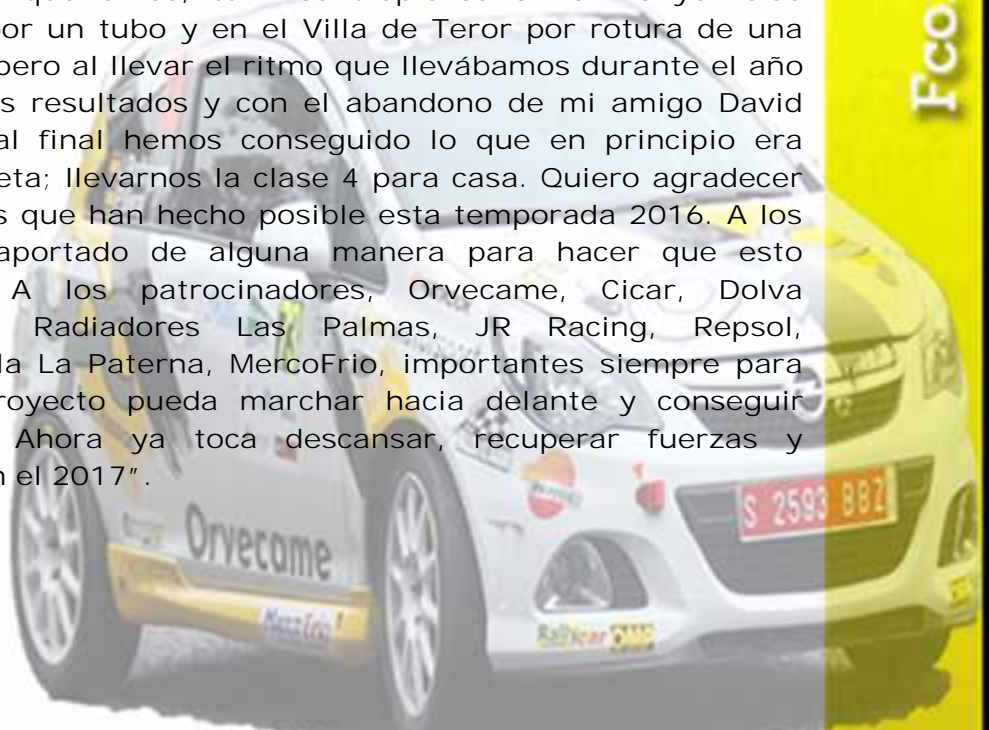 por un tubo y en el Villa de Teror por rotura de una
pero al llevar el ritmo que llevábamos durante el año
s resultados y con el abandono de mi amigo David
al final hemos conseguido lo que en principio era
eta; llevarnos la clase 4 para casa. Quiero agradecer
s que han hecho posible esta temporada 2016. A los
aportado de alguna manera para hacer que esto
A los patrocinadores, Orvecame, Cicar, Dolva
Radiadores Las Palmas, JR Racing, Repsol,
la La Paterna, MercoFrio, importantes siempre para
royecto pueda marchar hacia delante y conseguir
Ahora ya toca descansar, recuperar fuerzas y
n el 2017”.
Fco.
S 2593 BBZ
Orvecame
MercoFrio
Rallycar OMP